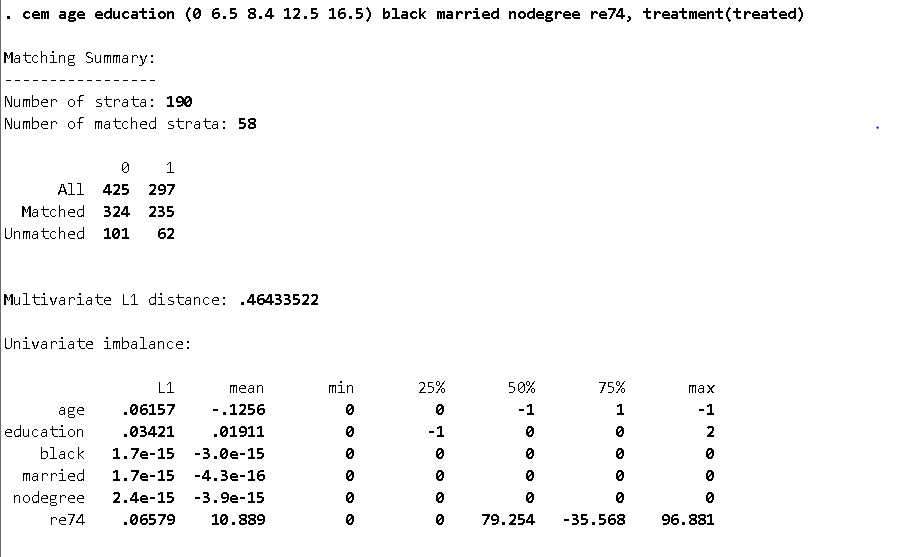 . cem age education (0 6.5 8.4 12.5 16.5) black married nodegree re74, treatment(treated)
Matching Summary:
-----------------
Number of strata: 190
Number of matched strata: 58
0 1
All 425 297
Matched 324 235
Unmatched 101 62
Multivariate L1 distance: .46433522
Univariate imbalance:
L1 mean min 25% 50% 75% max
age .06157 -.1256 0 0 -1 1 -1
education .03421 .01911 0 -1 0 0 2
black 1.7e-15 -3.0e-15 0 0 0 0 0
married 1.7e-15 -4.3e-16 0 0 0 0 0
nodegree 2.4e-15 -3.9e-15 0 0 0 0 0
re74 .06579 10.889 0 0 79.254 -35.568 96.881